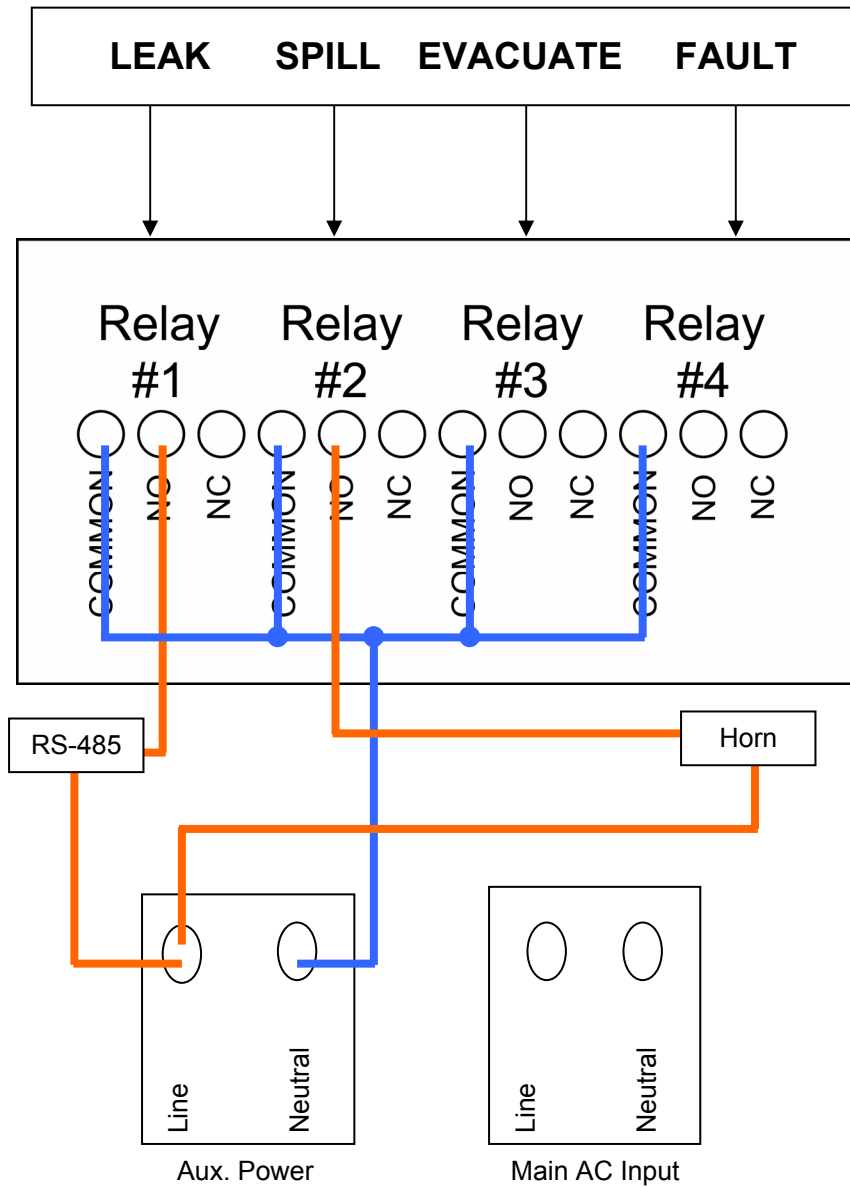 LEAK SPILL EVACUATE FAULT
Relay Relay Relay Relay
#1 #2 #3 #4
COMMON NO NC COMMON NO NC COMMON NO NC COMMON NO NC
RS-485 Horn
Line Neutral Line Neutral
Aux. Power Main AC Input